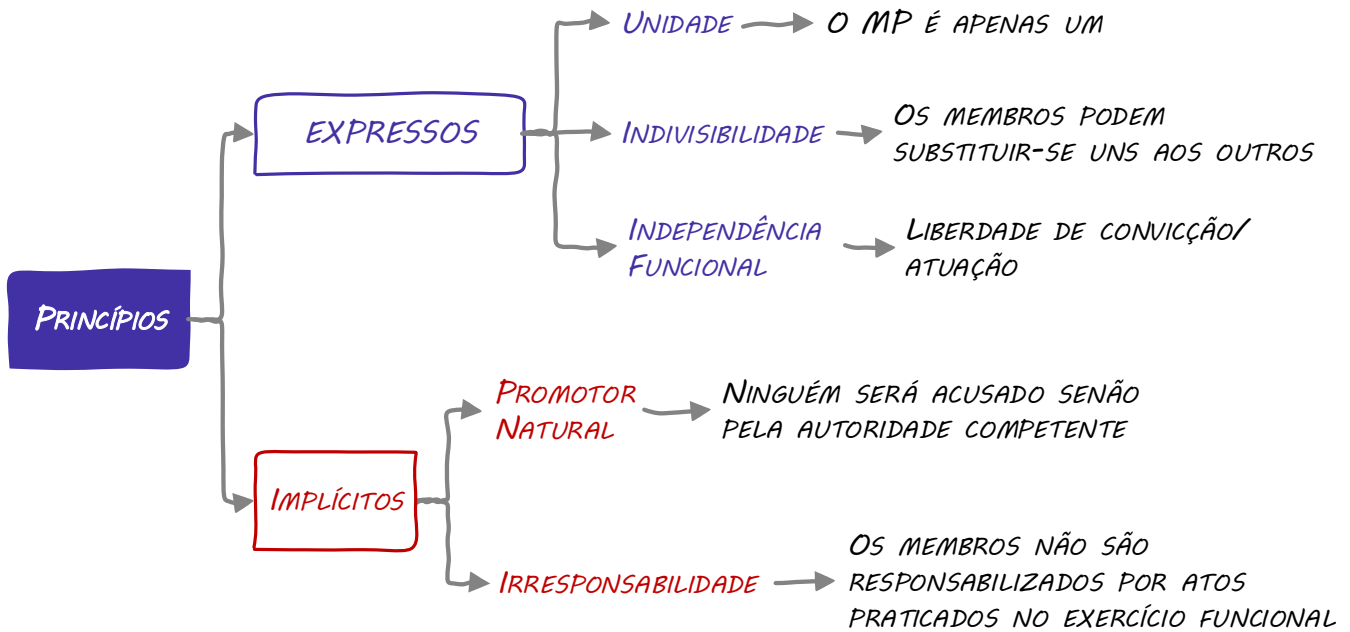 PRINCÍPIOS
EXPRESSOS
UNIDADE
O MP É APENAS UM
INDIVISIBILIDADE
OS MEMBROS PODEM
SUBSTITUIR-SE UNS AOS OUTROS
INDEPENDÊNCIA
FUNCIONAL
LIBERDADE DE CONVICÇÃO/
ATUAÇÃO
IMPLÍCITOS
PROMOTOR
NATURAL
NINGUÉM SERÁ ACUSADO SENÃO
PELA AUTORIDADE COMPETENTE
IRRESPONSABILIDADE
OS MEMBROS NÃO SÃO
RESPONSABILIZADOS POR ATOS
PRATICADOS NO EXERCÍCIO FUNCIONAL